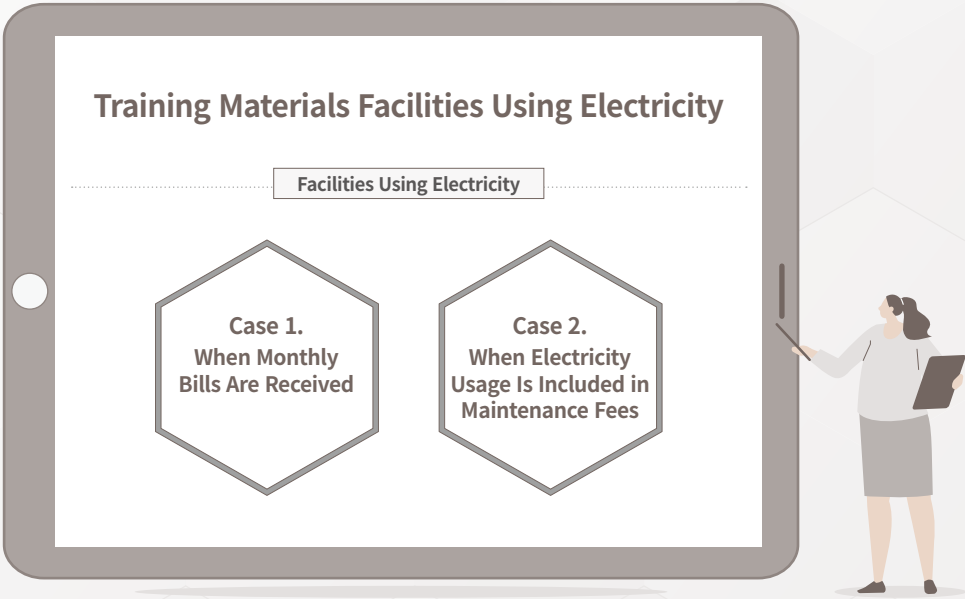 Training Materials Facilities Using Electricity
Facilities Using Electricity
Case 1.
When Monthly
Bills Are Received
Case 2.
When Electricity
Usage Is Included in
Maintenance Fees